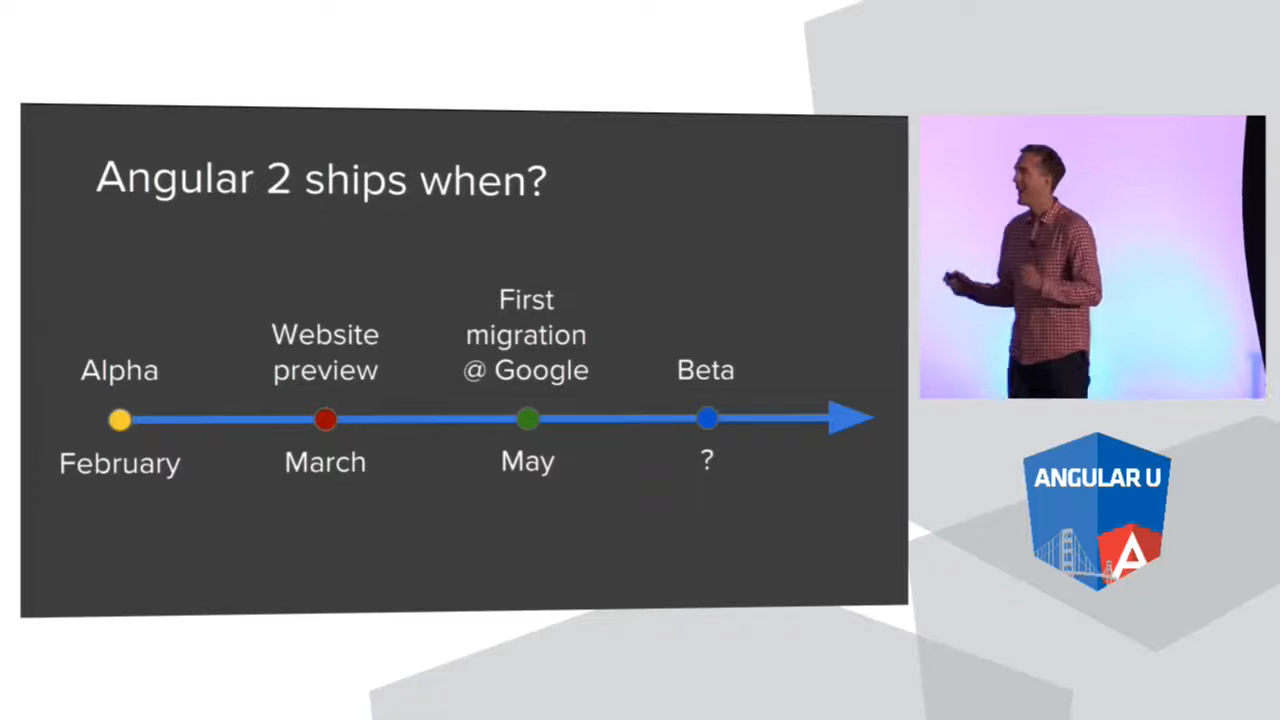 Angular 2 ships when?
First
Website
migration
Alpha
preview
@ Google
Beta
February
March
May
?
ANGULAR U
A